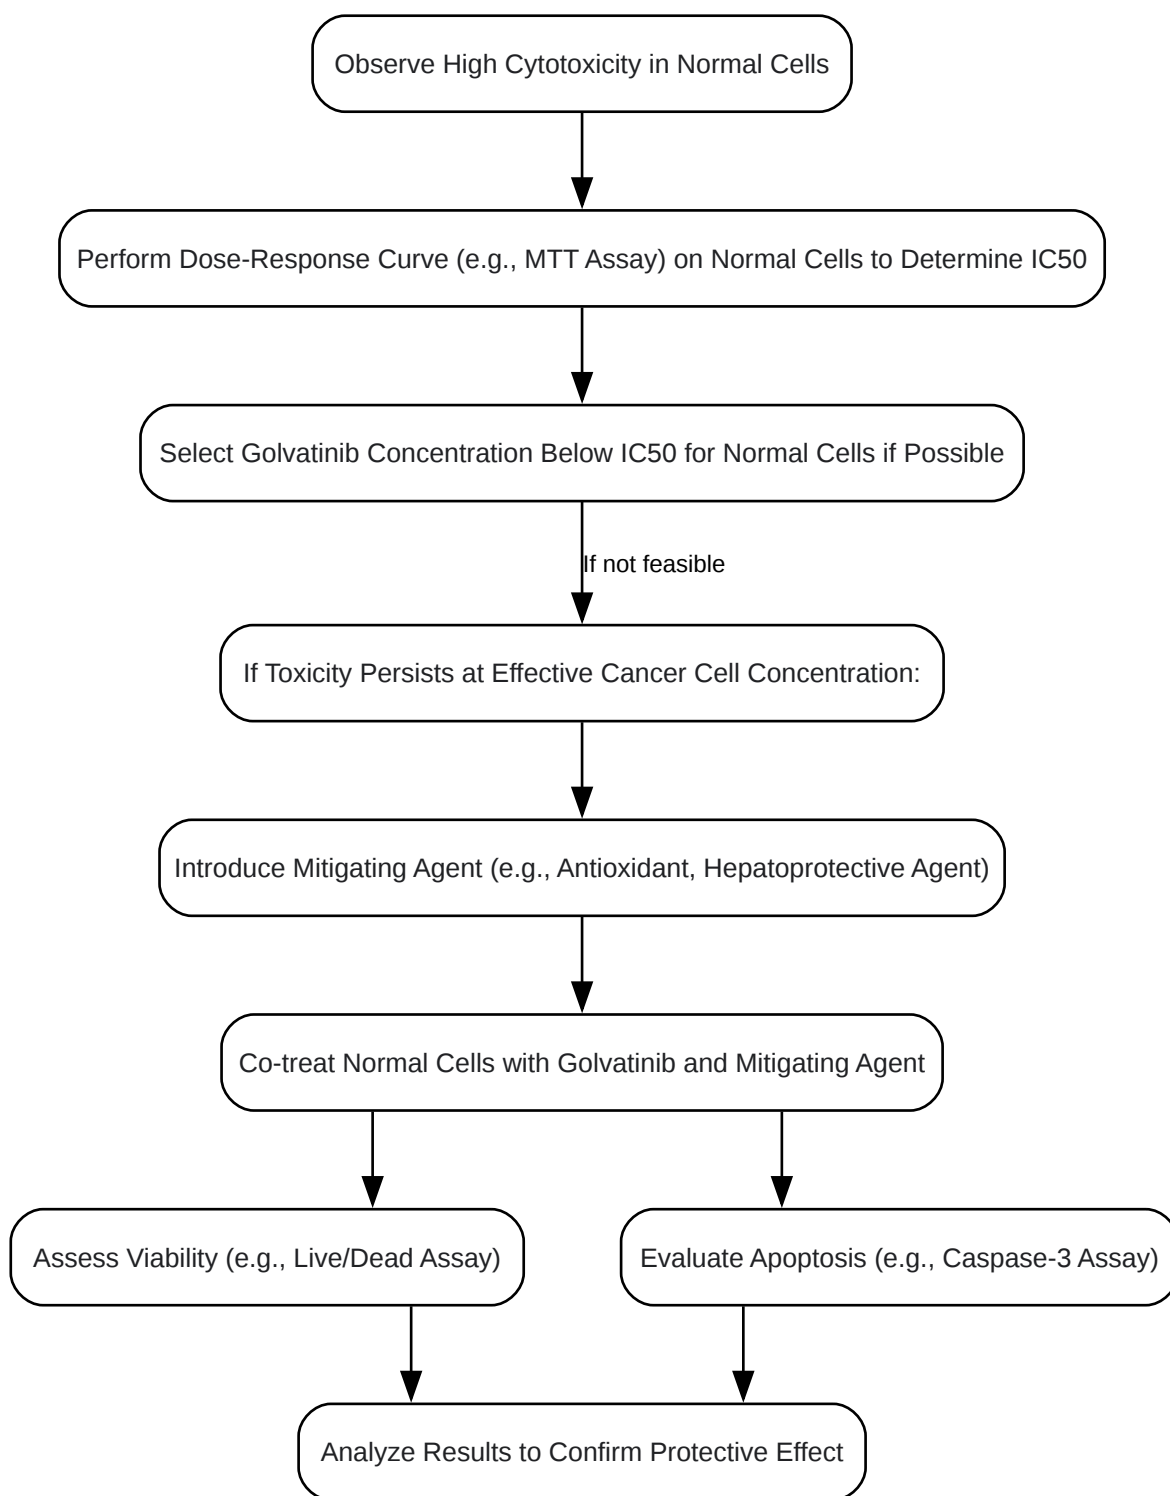 Observe High Cytotoxicity in Normal Cells
Perform Dose-Response Curve (e.g., MTT Assay) on Normal Cells to Determine IC50
Select Golvatinib Concentration Below IC50 for Normal Cells if Possible
If not feasible
If Toxicity Persists at Effective Cancer Cell Concentration:
Introduce Mitigating Agent (e.g., Antioxidant, Hepatoprotective Agent)
Co-treat Normal Cells with Golvatinib and Mitigating Agent
Assess Viability (e.g., Live/Dead Assay)
Evaluate Apoptosis (e.g., Caspase-3 Assay)
Analyze Results to Confirm Protective Effect